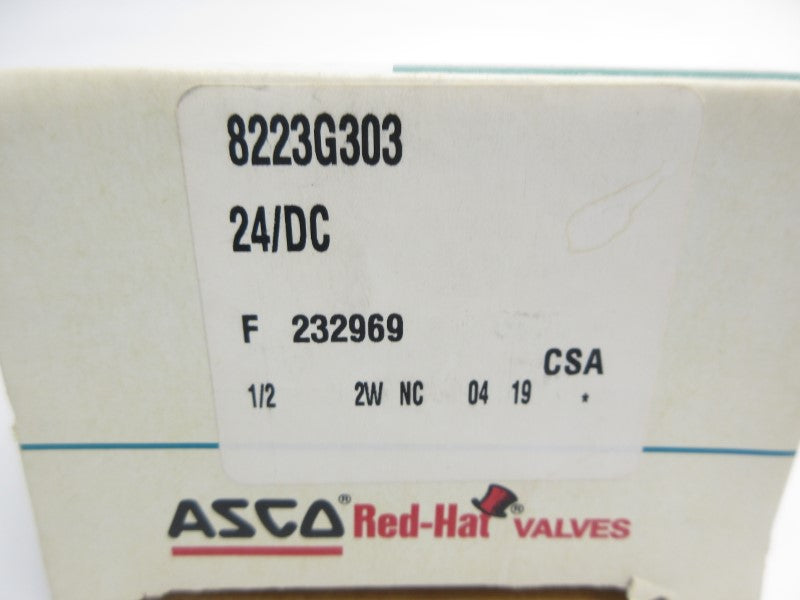 8223G303
24/DC
F 232969
CSA
1/2 2W NC 04 19 *
ASCO® Red-Hat® VALVES